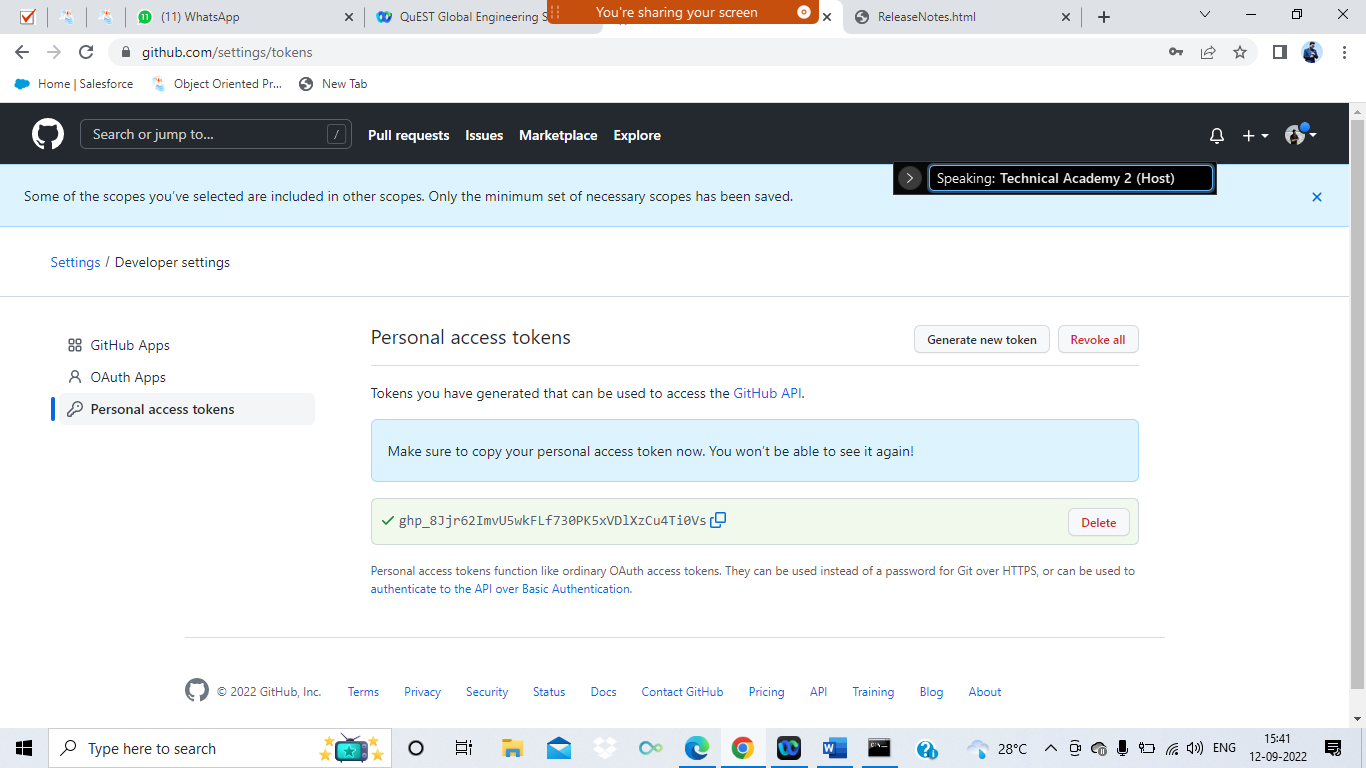 (11) WhatsApp
QuEST Global Engineering S
You're sharing your screen
ReleaseNotes.html
github.com/settings/tokens
Home | Salesforce
Object Oriented Pr...
New Tab
Search or jump to...
/
Pull requests
Issues
Marketplace
Explore
Speaking: Technical Academy 2 (Host)
Some of the scopes you’ve selected are included in other scopes. Only the minimum set of necessary scopes has been saved.
Settings / Developer settings
GitHub Apps
OAuth Apps
Personal access tokens
Personal access tokens
Generate new token
Revoke all
Tokens you have generated that can be used to access the GitHub API.
Make sure to copy your personal access token now. You won’t be able to see it again!
Delete
Personal access tokens function like ordinary OAuth access tokens. They can be used instead of a password for Git over HTTPS, or can be used to
authenticate to the API over Basic Authentication.
© 2022 GitHub, Inc.
Terms
Privacy
Security
Status
Docs
Contact GitHub
Pricing
API
Training
Blog
About
Type here to search
28°C
ENG
15:41
12-09-2022